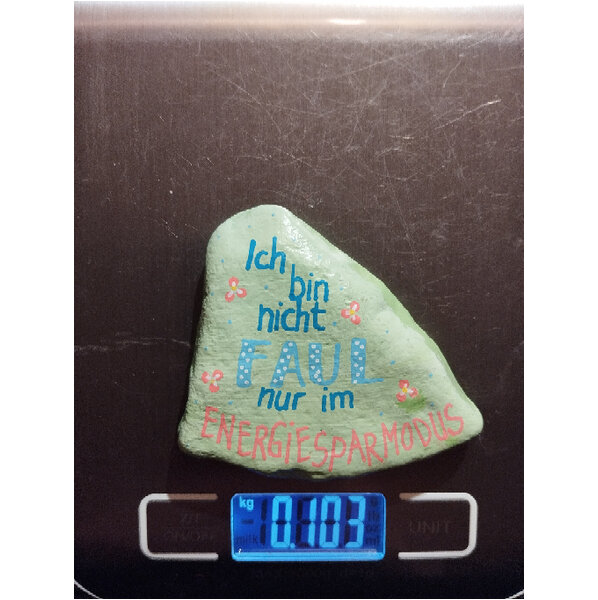 Ich
bin
nicht
FAUL
nur im
ENERGIESPARMODUS
kg
0.103
UNIT